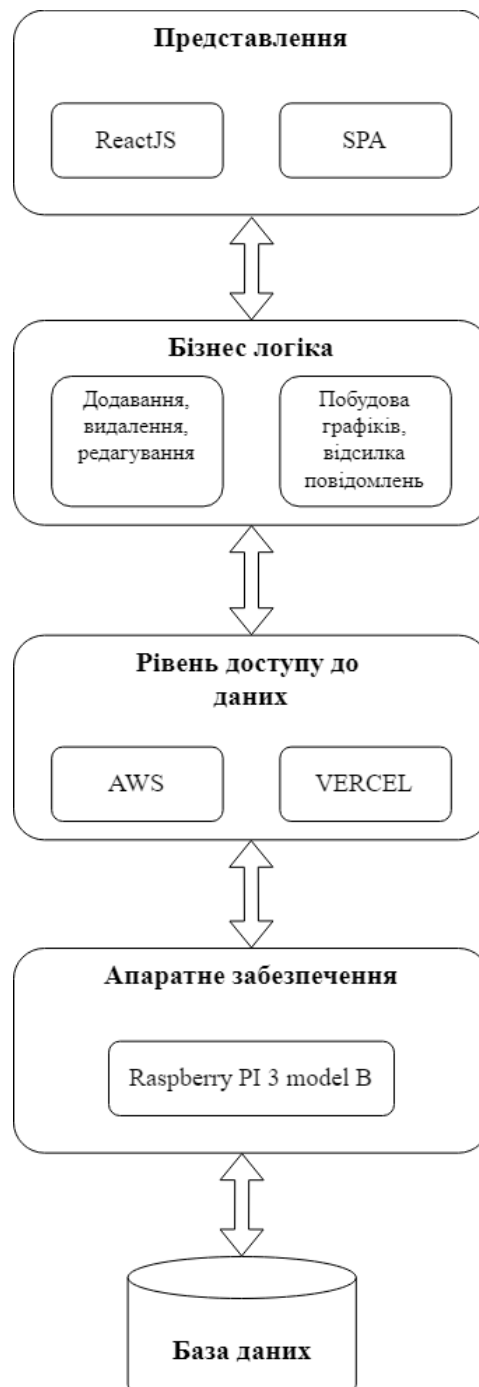 Представлення
ReactJS
SPA
Бізнес логіка
Додавання,
видалення,
редагування
Побудова
графіків,
відсилка
повідомлень
Рівень доступу до
даних
AWS
VERCEL
Апаратне забезпечення
Raspberry PI 3 model B
База даних